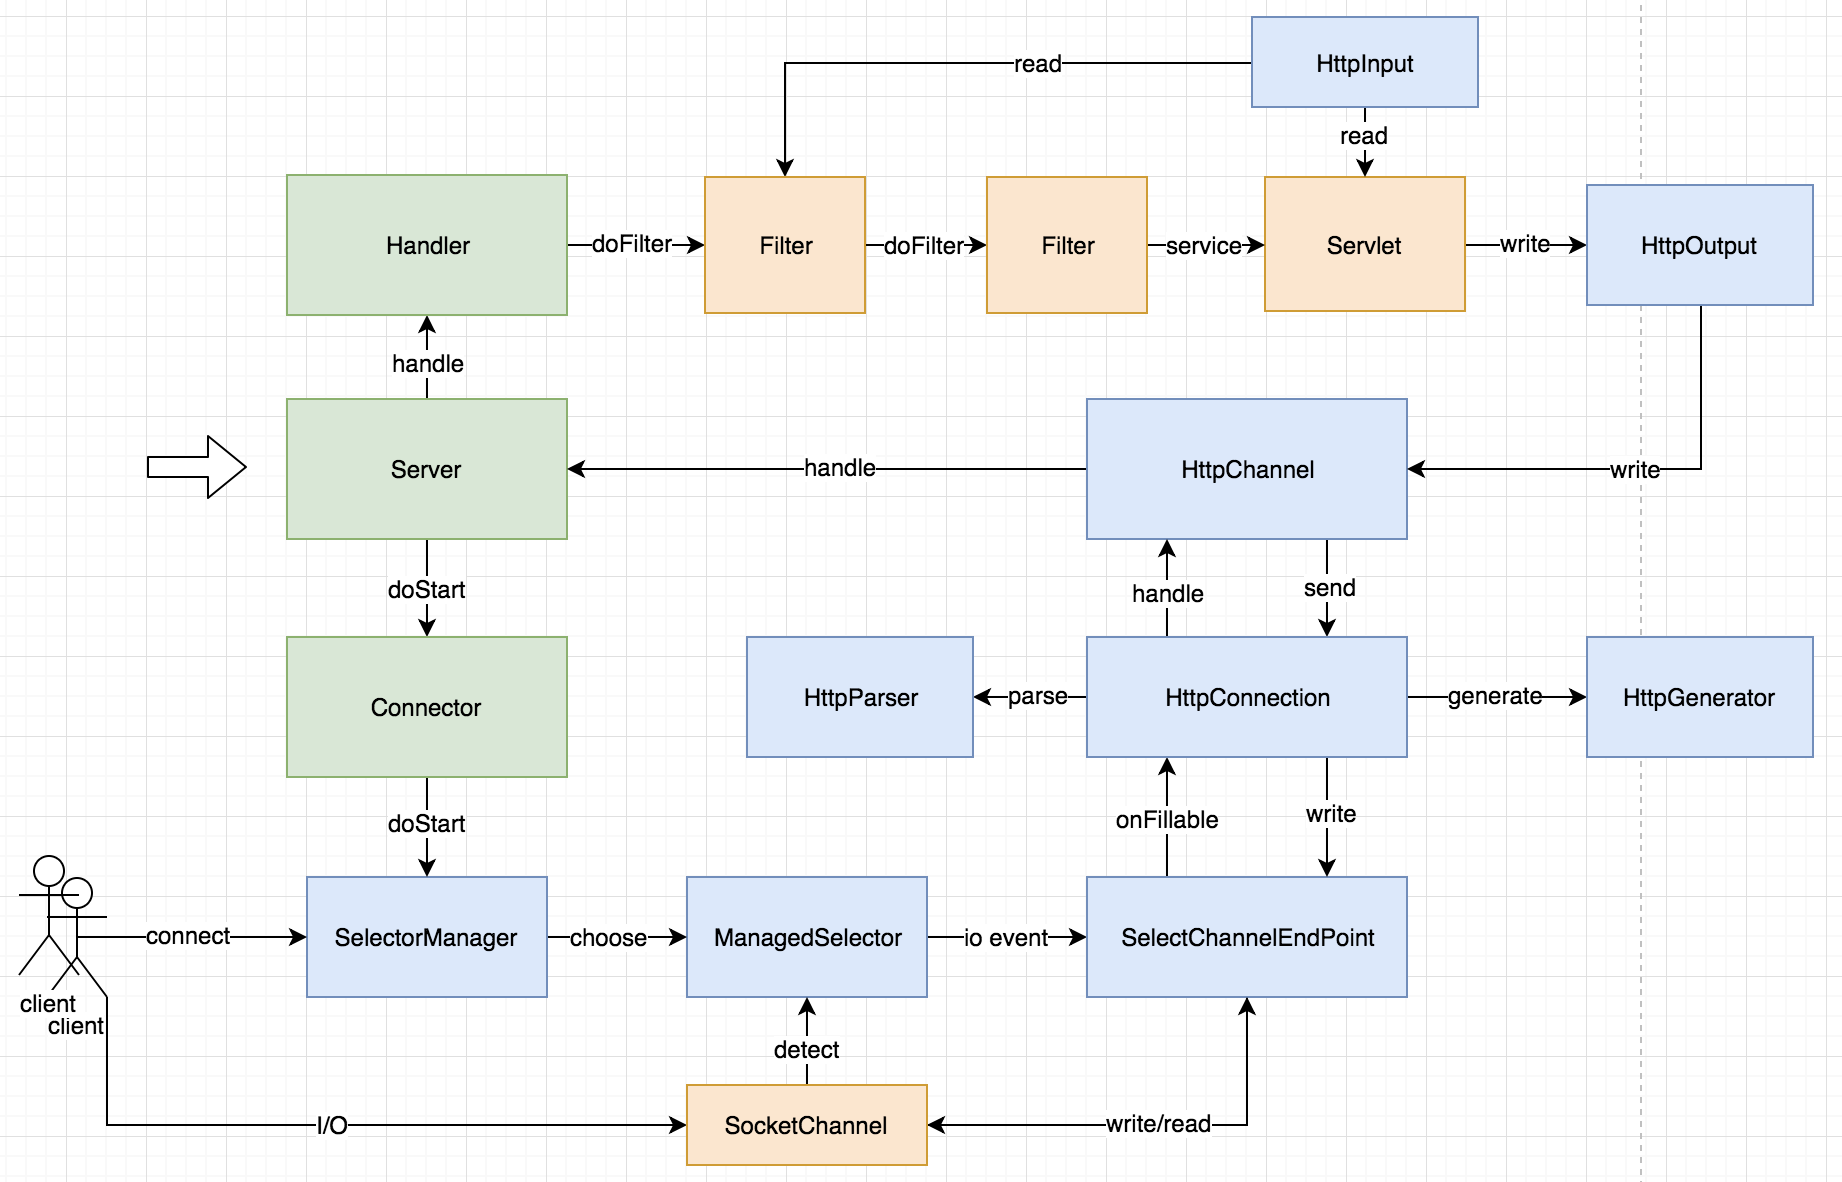 HttpInput
read
read
Handler
doFilter
Filter
doFilter
Filter
service
Servlet
write
HttpOutput
handle
Server
handle
HttpChannel
write
doStart
handle
send
Connector
HttpParser
parse
HttpConnection
generate
HttpGenerator
doStart
onFillable
write
connect
SelectorManager
choose
ManagedSelector
io event
SelectChannelEndPoint
client
client
detect
I/O
SocketChannel
write/read